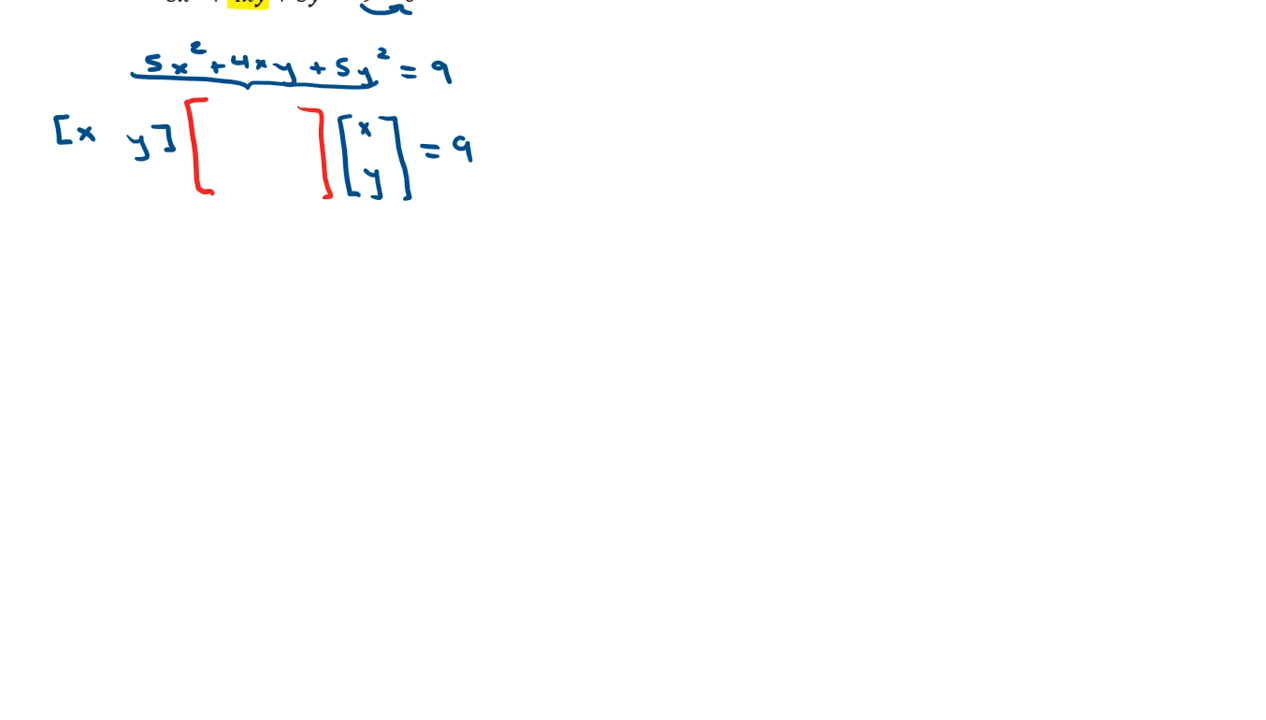 5x² + 4xy + 5y² = 9
[x y] [ ] [x y] = 9